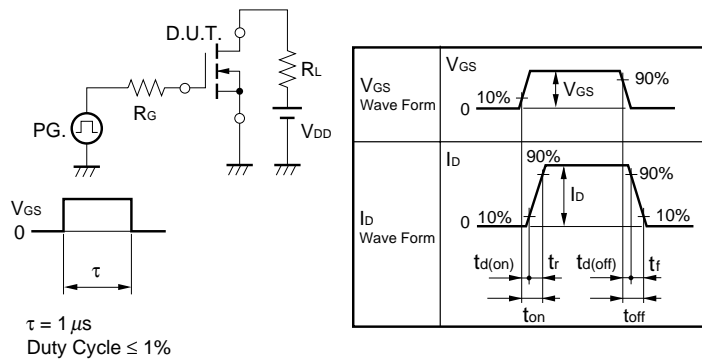 D.U.T.
RL
RG
PG.
VDD
VGS
0
τ
τ = 1 μs
Duty Cycle ≤ 1%
VGS
Wave Form
VGS
10%
0
VGS
90%
ID
Wave Form
ID
90%
90%
0
10%
ID
10%
td(on)
tr
td(off)
tf
ton
toff